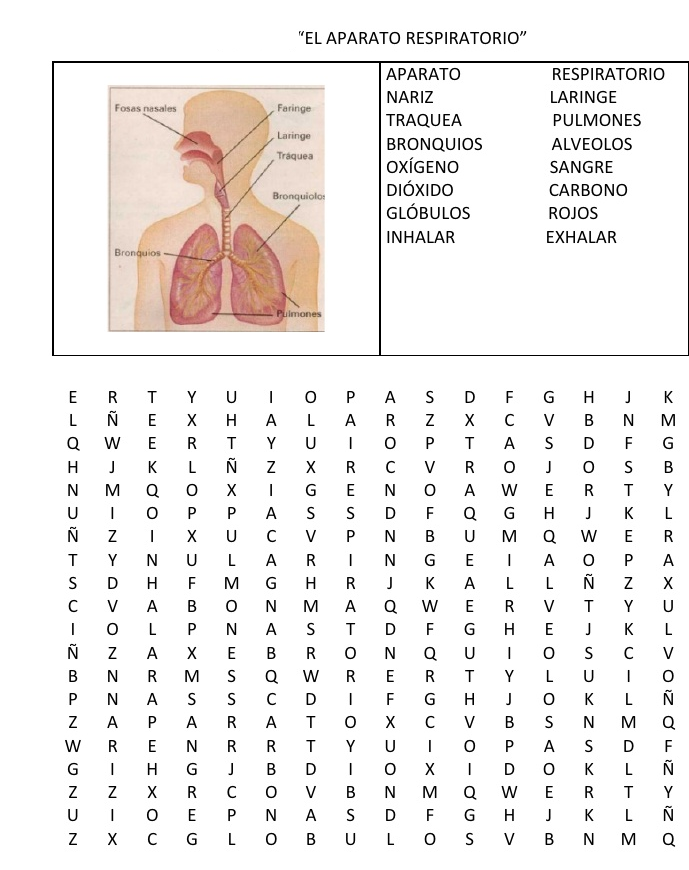 “EL APARATO RESPIRATORIO”
Fosas nasales
Faringe
Laringe
Tráquea
Bronquiolos
Bronquios
Pulmones
APARATO RESPIRATORIO
NARIZ LARINGE
TRAQUEA PULMONES
BRONQUIOS ALVEOLOS
OXÍGENO SANGRE
DIÓXIDO CARBONO
GLÓBULOS ROJOS
INHALAR EXHALAR
E R T Y U I O P A S D F G H J K
L Ñ E X H A L A R Z X C V B N M
Q W E R T Y U I O P T A S D F G
H J K L Ñ Z X R C V R O J O S B
N M Q O X I G E N O A W E R T Y
U I O P P A S S D F Q G H J K L
Ñ Z I X U C V P N B U M Q W E R
T Y N U L A R I N G E I A O P A
S D H F M G H R J K A L L Ñ Z X
C V A B O N M A Q W E R V T Y U
I O L P N A S T D F G H E J K L
Ñ Z A X E B R O N Q U I O S C V
B N R M S Q W R E R T Y L U I O
P N A S S C D I F G H J O K L Ñ
Z A P A R A T O X C V B S N M Q
W R E N R R T Y U I O P A S D F
G I H G J B D I O X I D O K L Ñ
Z Z X R C O V B N M Q W E R T Y
U I O E P N A S D F G H J K L Ñ
Z X C G L O B U L O S V B N M Q